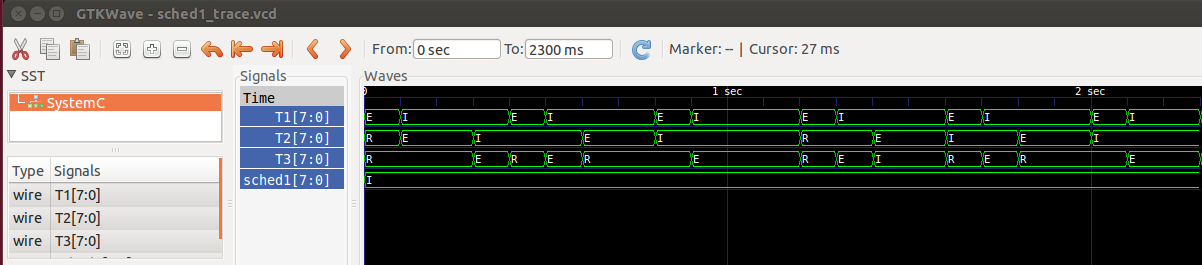 GTKWave - sched1_trace.vcd
From: 0 sec To: 2300 ms Marker: -- | Cursor: 27 ms
SST
SystemC
Type Signals
wire T1[7:0]
wire T2[7:0]
wire T3[7:0]
Signals
Time
T1[7:0]
T2[7:0]
T3[7:0]
sched1[7:0]
Waves
0 1 sec 2 sec
E I E I E I E I E I E I
R E I E I R E I E I
R E R E R E R E I R E R E
I